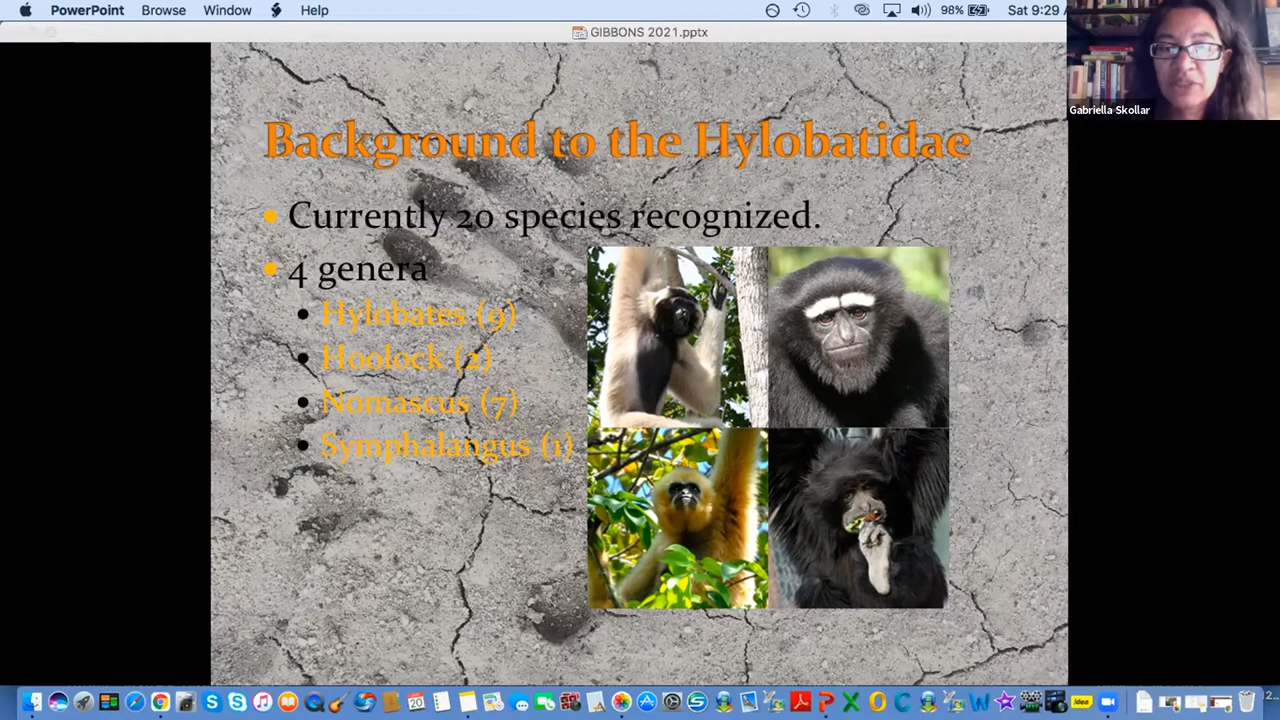 PowerPoint Browse Window Help 98% Sat 9:29
GIBBONS 2021.pptx
Gabriella Skollar
Background to the Hylobatidae
Currently 20 species recognized.
4 genera
Hylobates (9)
Hoolock (2)
Nomascus (7)
Symphalangus (1)